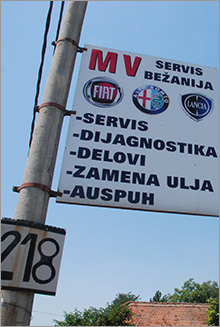 MV SERVIS
BEŽANIJA
FIAT
LANCIA
-SERVIS
-DIJAGNOSTIKA
-DELOVI
-ZAMENA ULJA
-AUSPUH
218